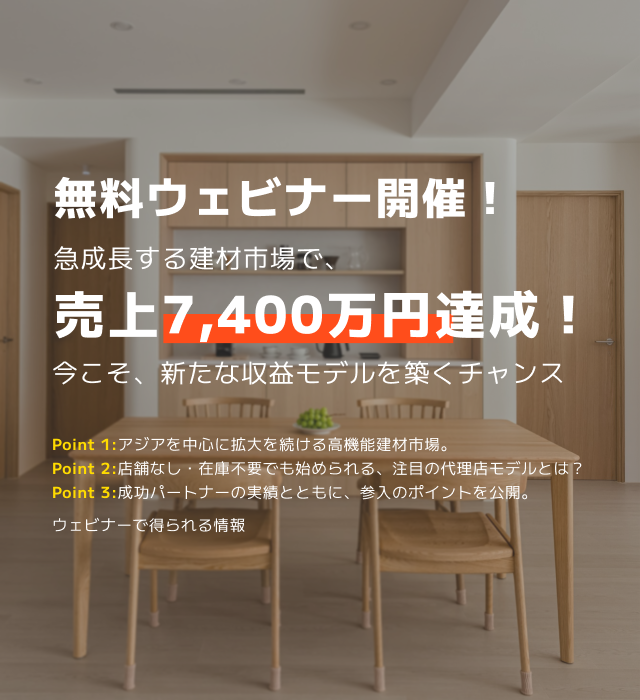 無料ウェビナー開催！
急成長する建材市場で、
売上7,400万円達成！
今こそ、新たな収益モデルを築くチャンス
Point 1:アジアを中心に拡大を続ける高機能建材市場。
Point 2:店舗なし・在庫不要でも始められる、注目の代理店モデルとは？
Point 3:成功パートナーの実績とともに、参入のポイントを公開。
ウェビナーで得られる情報